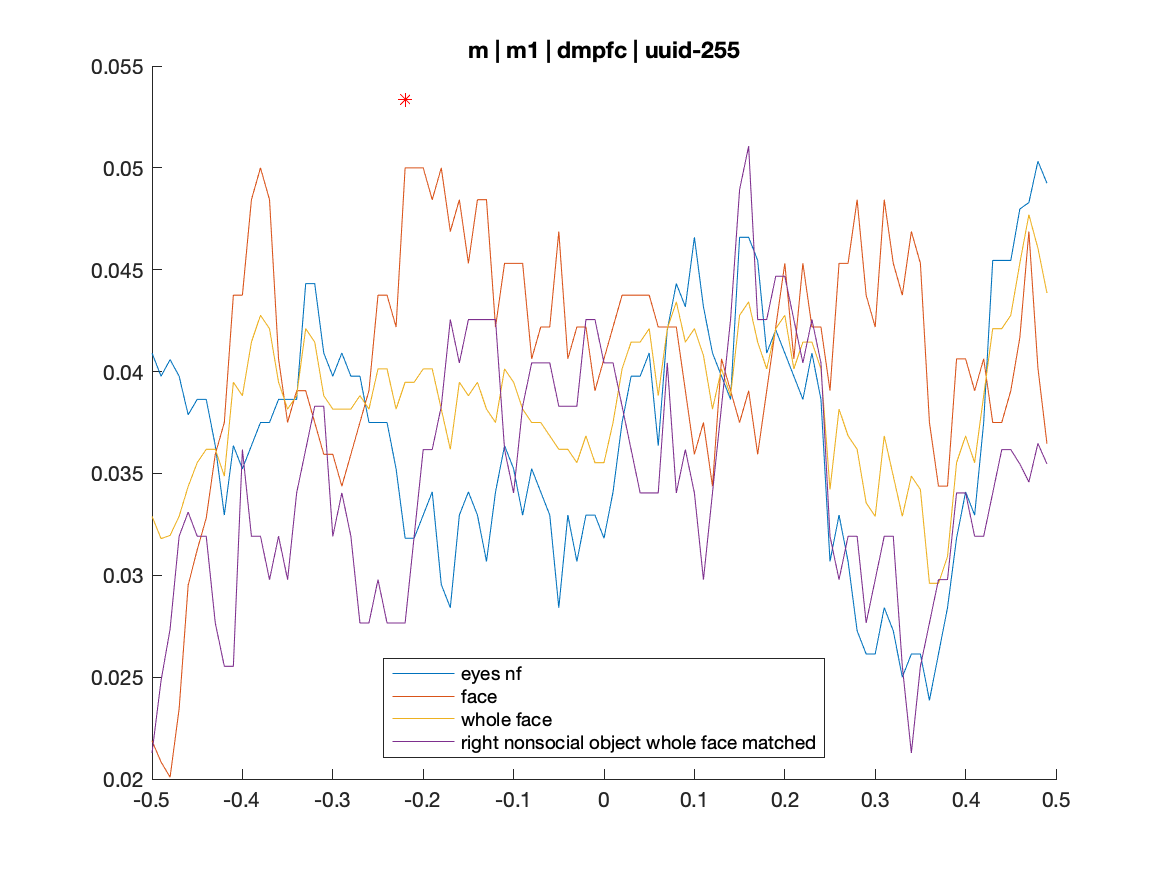 m | m1 | dmpfc | uuid-255
0.055
0.05
0.045
0.04
0.035
0.03
0.025
0.02
eyes nf
face
whole face
right nonsocial object whole face matched
-0.5 -0.4 -0.3 -0.2 -0.1 0 0.1 0.2 0.3 0.4 0.5